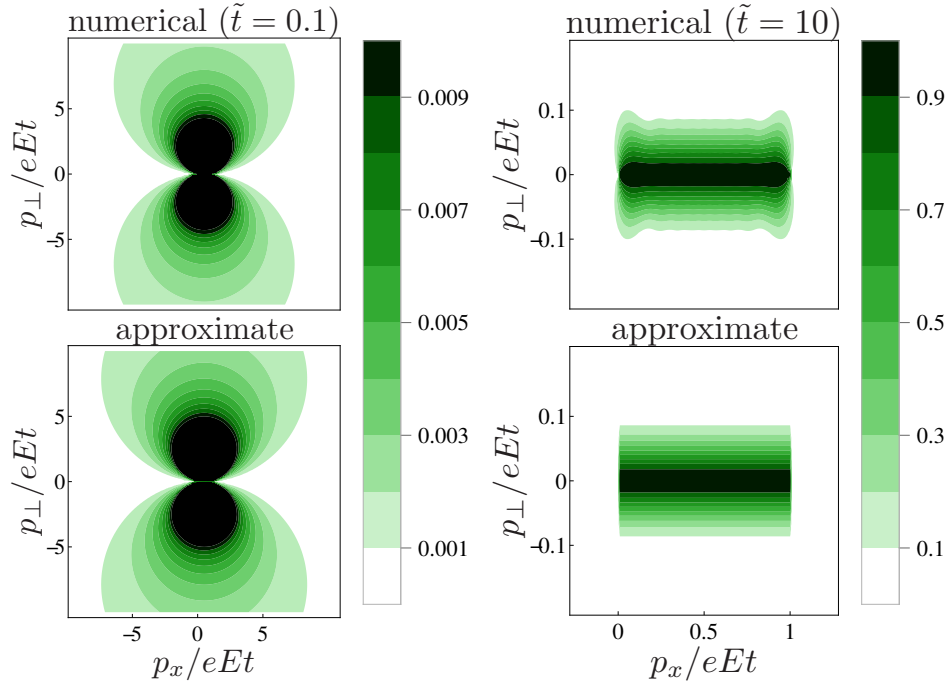 numerical (t̃ = 0.1)
p⊥/eEt
5
0
−5
0.009
0.007
0.005
0.003
0.001
approximate
p⊥/eEt
5
0
−5
−5
0
5
px/eEt
numerical (t̃ = 10)
p⊥/eEt
0.1
0
−0.1
0.9
0.7
0.5
0.3
0.1
approximate
p⊥/eEt
0.1
0
−0.1
0
0.5
1
px/eEt